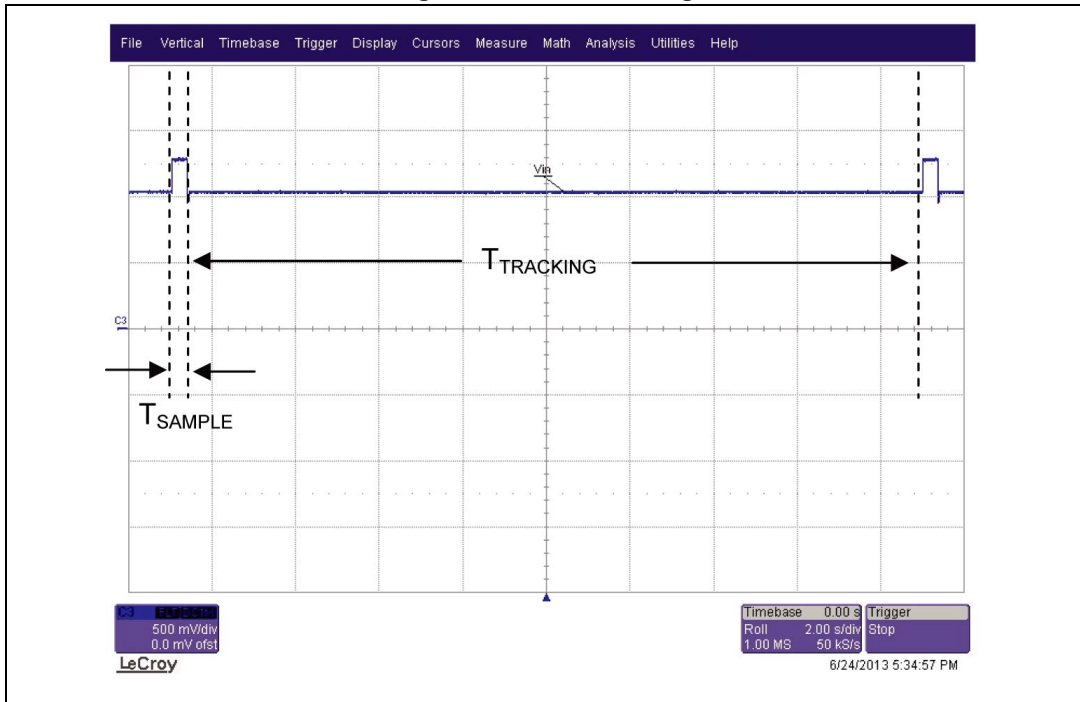 File Vertical Timebase Trigger Display Cursors Measure Math Analysis Utilities Help
Vin
T TRACKING
C3
T SAMPLE
C3
500 mV/div
0.0 mV ofst
Timebase 0.00 s
Roll 2.00 s/div
1.00 MS 50 kS/s
Trigger
Stop
LeCroy
6/24/2013 5:34:57 PM